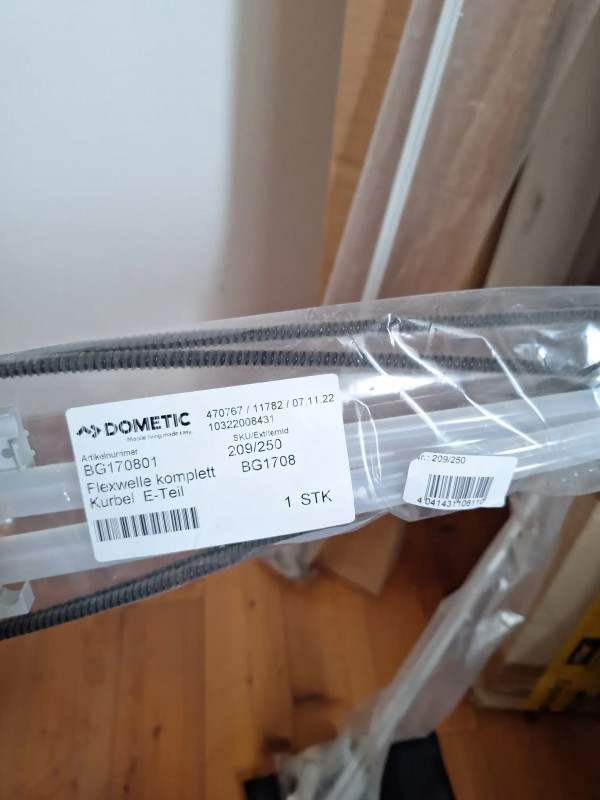 DOMETIC
Mobile living made easy.
470767 / 11782 / 07.11.22
10322008431
Artikelnummer
SKU/ExtItemId
BG170801
209/250
Flexwelle komplett
BG1708
Kurbel E-Teil
1 STK
209/250